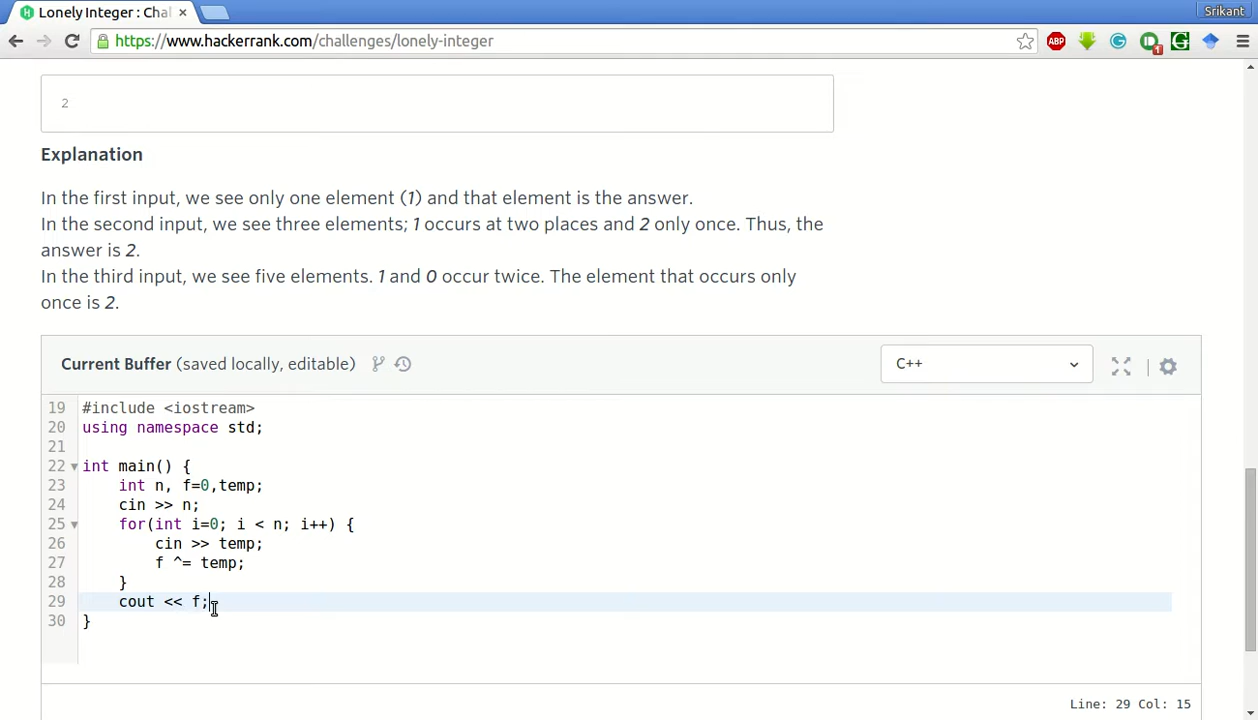 Lonely Integer : Cha
Srikant
https://www.hackerrank.com/challenges/lonely-integer
ABP
1
G
2
Explanation
In the first input, we see only one element (1) and that element is the answer.
In the second input, we see three elements; 1 occurs at two places and 2 only once. Thus, the
answer is 2.
In the third input, we see five elements. 1 and 0 occur twice. The element that occurs only
once is 2.
Current Buffer (saved locally, editable)
C++
19 #include <iostream>
20 using namespace std;
21
22 int main() {
23     int n, f=0,temp;
24     cin >> n;
25     for(int i=0; i < n; i++) {
26         cin >> temp;
27         f ^= temp;
28     }
29     cout << f;
30 }
Line: 29 Col: 15